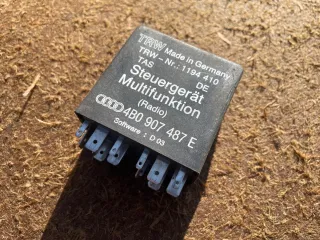 TRW Made in Germany
TRW-Nr.: 1194 410
TAS DE
Steuergerät
Multifunktion
(Radio)
4B0 907 487 E
Software : D 03